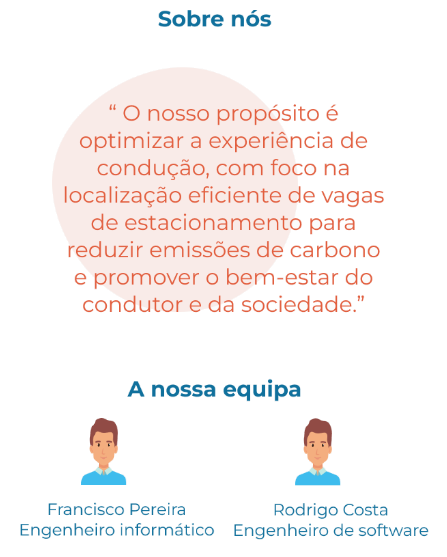 Sobre nós
“ O nosso propósito é
optimizar a experiência de
condução, com foco na
localização eficiente de vagas
de estacionamento para
reduzir emissões de carbono
e promover o bem-estar do
condutor e da sociedade.”
A nossa equipa
Francisco Pereira
Engenheiro informático
Rodrigo Costa
Engenheiro de software